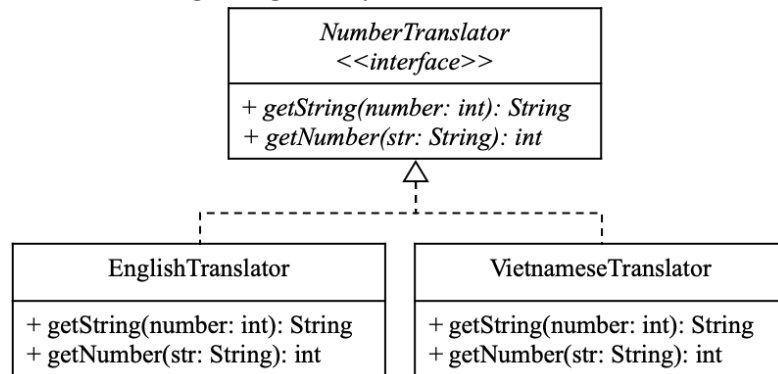 NumberTranslator
<<interface>>
+ getString(number: int): String
+ getNumber(str: String): int
EnglishTranslator
+ getString(number: int): String
+ getNumber(str: String): int
VietnameseTranslator
+ getString(number: int): String
+ getNumber(str: String): int